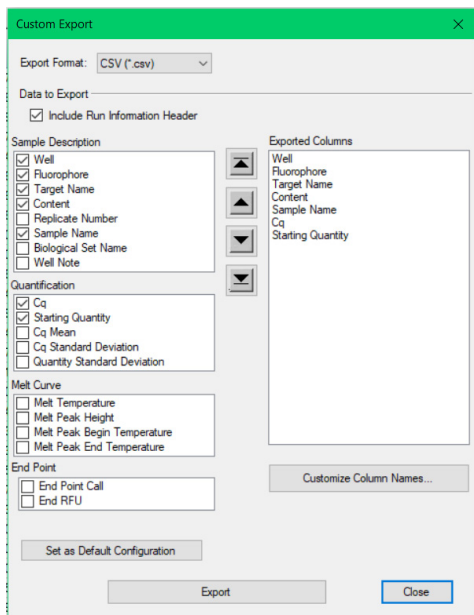 Custom Export
Export Format: CSV (*.csv)
Data to Export
Include Run Information Header
Sample Description
Well
Fluorophore
Target Name
Content
Replicate Number
Sample Name
Biological Set Name
Well Note
Quantification
Cq
Starting Quantity
Cq Mean
Cq Standard Deviation
Quantity Standard Deviation
Melt Curve
Melt Temperature
Melt Peak Height
Melt Peak Begin Temperature
Melt Peak End Temperature
End Point
End Point Call
End RFU
Exported Columns
Well
Fluorophore
Target Name
Content
Sample Name
Cq
Starting Quantity
Customize Column Names...
Set as Default Configuration
Export
Close